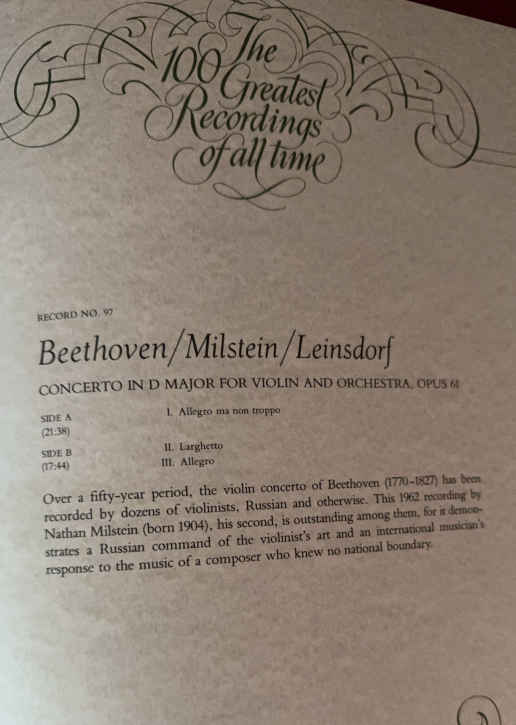 The
100
Greatest
Recordings
of all time
RECORD NO. 97
Beethoven/Milstein/Leinsdorf
CONCERTO IN D MAJOR FOR VIOLIN AND ORCHESTRA, OPUS 61
SIDE A I. Allegro ma non troppo
(21:38)
SIDE B II. Larghetto
(17:44) III. Allegro
Over a fifty-year period, the violin concerto of Beethoven (1770–1827) has been
recorded by dozens of violinists, Russian and otherwise. This 1962 recording by
Nathan Milstein (born 1904), his second, is outstanding among them, for it demon-
strates a Russian command of the violinist's art and an international musician's
response to the music of a composer who knew no national boundary.